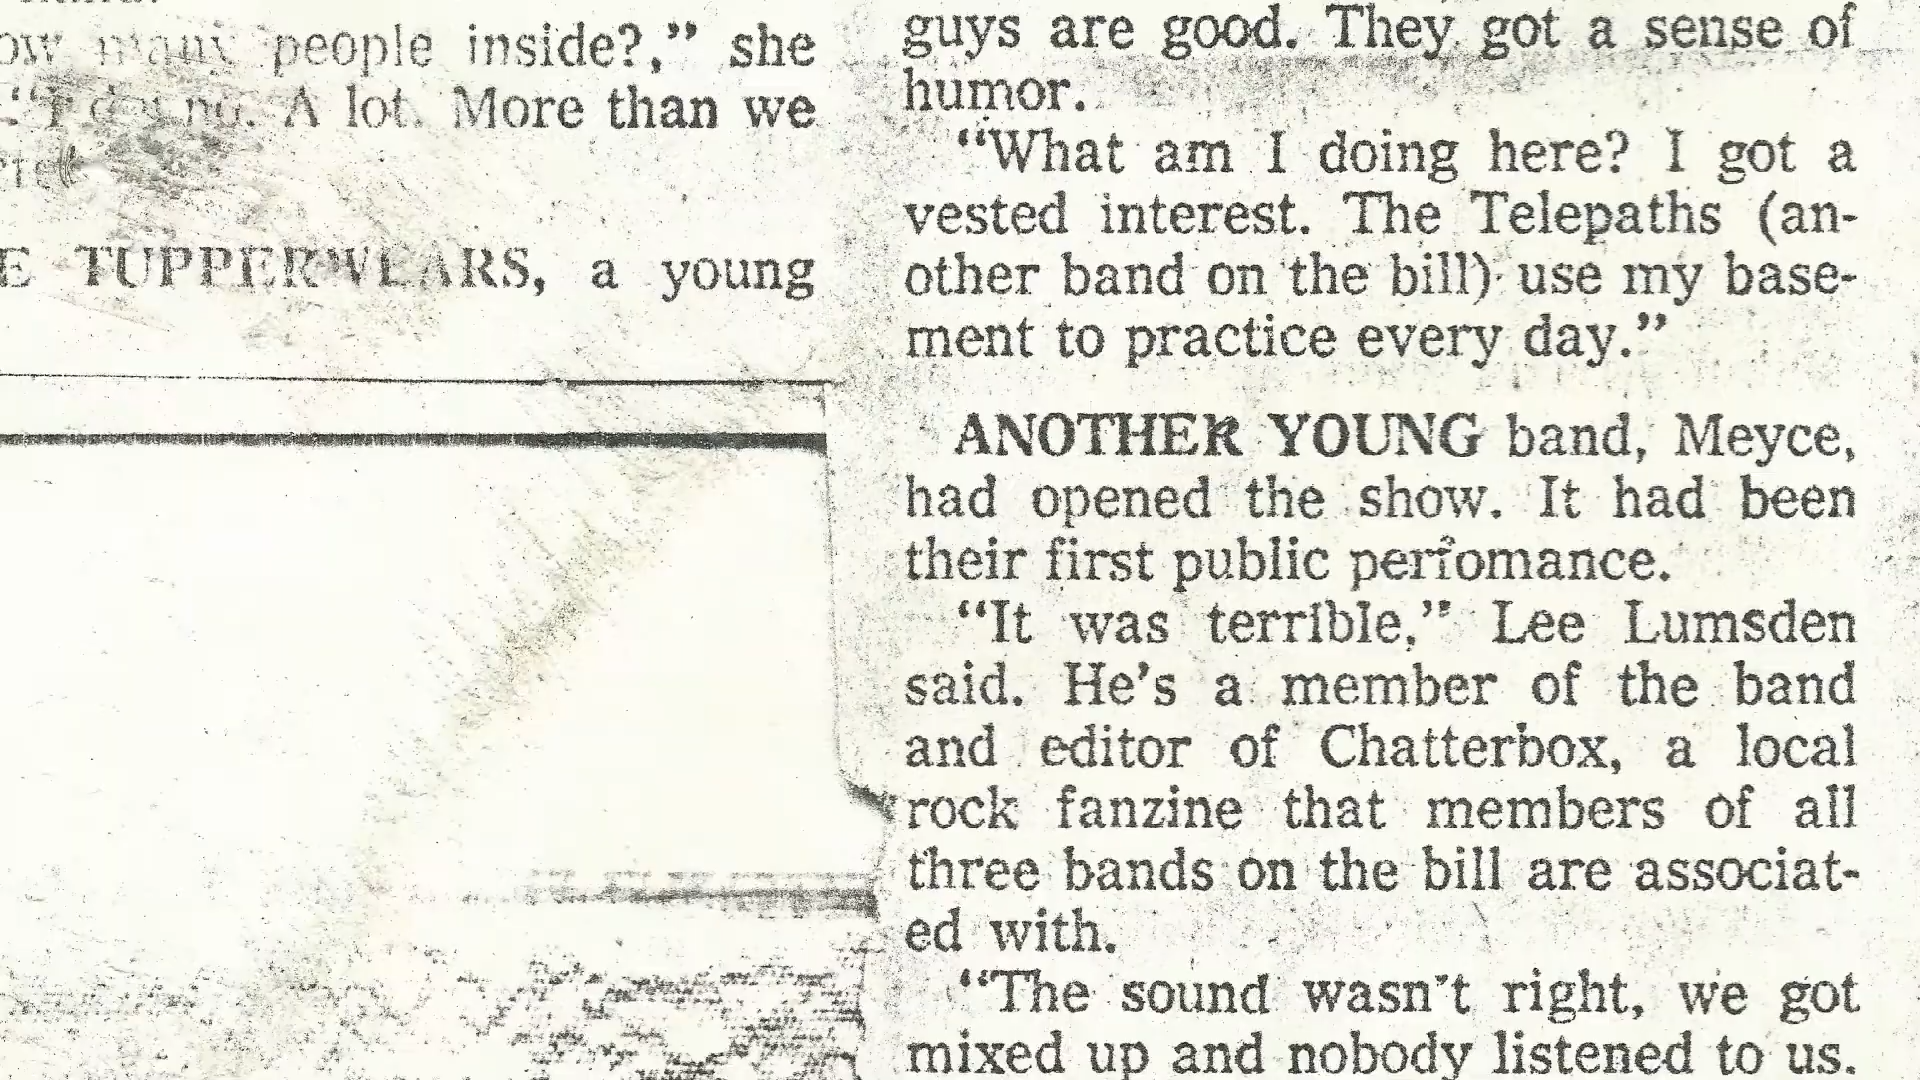 people inside?," she
A lot. More than we
TUPPERWEARS, a young
guys are good. They got a sense of
humor.
"What am I doing here? I got a
vested interest. The Telepaths (an-
other band on the bill) use my base-
ment to practice every day."
ANOTHER YOUNG band, Meyce,
had opened the show. It had been
their first public perfomance.
"It was terrible," Lee Lumsden
said. He's a member of the band
and editor of Chatterbox, a local
rock fanzine that members of all
three bands on the bill are associat-
ed with.
"The sound wasn't right, we got
mixed up and nobody listened to us.